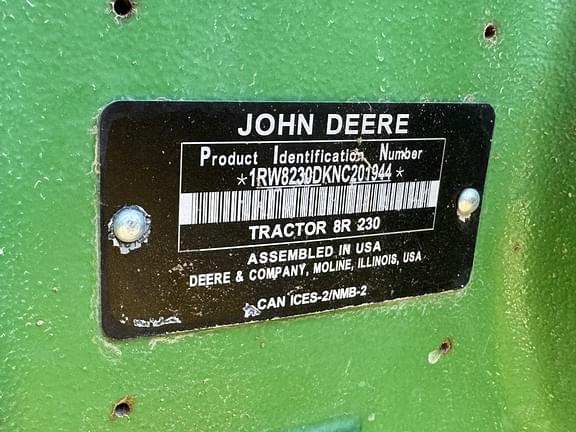 JOHN DEERE
Product Identification Number
*1RW8230DKNC201944*
TRACTOR 8R 230
ASSEMBLED IN USA
DEERE & COMPANY, MOLINE, ILLINOIS, USA
CAN ICES-2/NMB-2